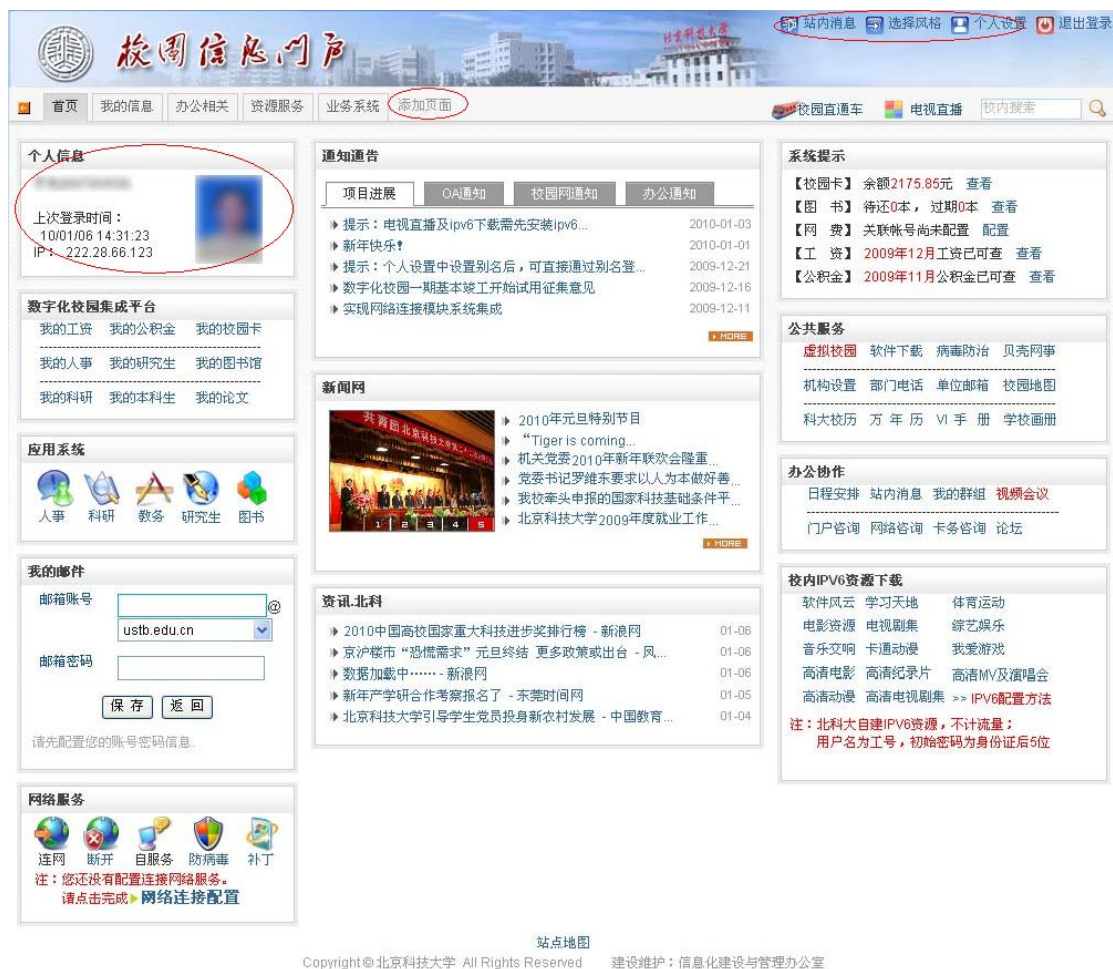 站内消息 选择风格 个人设置 退出登录
校园信息门户
北京科技大学
首页 我的信息 办公相关 资源服务 业务系统 添加页面
校园直通车 电视直播 校内搜索
个人信息
上次登录时间：
10/01/06 14:31:23
IP： 222.28.66.123
数字化校园集成平台
我的工资 我的公积金 我的校园卡
我的人事 我的研究生 我的图书馆
我的科研 我的本科生 我的论文
应用系统
人事 科研 教务 研究生 图书
我的邮件
邮箱账号 @
ustb.edu.cn
邮箱密码
保 存 返 回
请先配置您的账号密码信息.
网络服务
连网 断开 自服务 防病毒 补丁
注：您还没有配置连接网络服务。
请点击完成 网络连接配置
通知通告
项目进展 OA通知 校园网通知 办公通知
提示：电视直播及ipv6下载需先安装ipv6... 2010-01-03
新年快乐！ 2010-01-01
提示：个人设置中设置别名后，可直接通过别名登... 2009-12-21
数字化校园一期基本竣工开始试用征集意见 2009-12-16
实现网络连接模块系统集成 2009-12-11
MORE
新闻网
共青团北京科技大学第二十
1 2 3 4 5
2010年元旦特别节目
“Tiger is coming...
机关党委2010年新年联欢会隆重...
党委书记罗维东要求以人为本做好善...
我校牵头申报的国家科技基础条件平...
北京科技大学2009年度就业工作...
MORE
资讯.北科
2010中国高校国家重大科技进步奖排行榜 - 新浪网 01-06
京沪楼市“恐慌需求”元旦终结 更多政策或出台 - 凤... 01-06
数据加载中…… - 新浪网 01-06
新年产学研合作考察报名了 - 东莞时间网 01-05
北京科技大学引导学生党员投身新农村发展 - 中国教育... 01-04
系统提示
【校园卡】 余额2175.85元 查看
【图 书】 待还0本， 过期0本 查看
【网 费】 关联帐号尚未配置 配置
【工 资】 2009年12月工资已可查 查看
【公积金】 2009年11月公积金已可查 查看
公共服务
虚拟校园 软件下载 病毒防治 贝壳网事
机构设置 部门电话 单位邮箱 校园地图
科大校历 万 年 历 VI 手 册 学校画册
办公协作
日程安排 站内消息 我的群组 视频会议
门户咨询 网络咨询 卡务咨询 论坛
校内IPV6资源下载
软件风云 学习天地 体育运动
电影资源 电视剧集 综艺娱乐
音乐交响 卡通动漫 我爱游戏
高清电影 高清纪录片 高清MV及演唱会
高清动漫 高清电视剧集 >> IPV6配置方法
注：北科大自建IPV6资源，不计流量；
用户名为工号，初始密码为身份证后5位
站点地图
Copyright © 北京科技大学 All Rights Reserved 建设维护：信息化建设与管理办公室